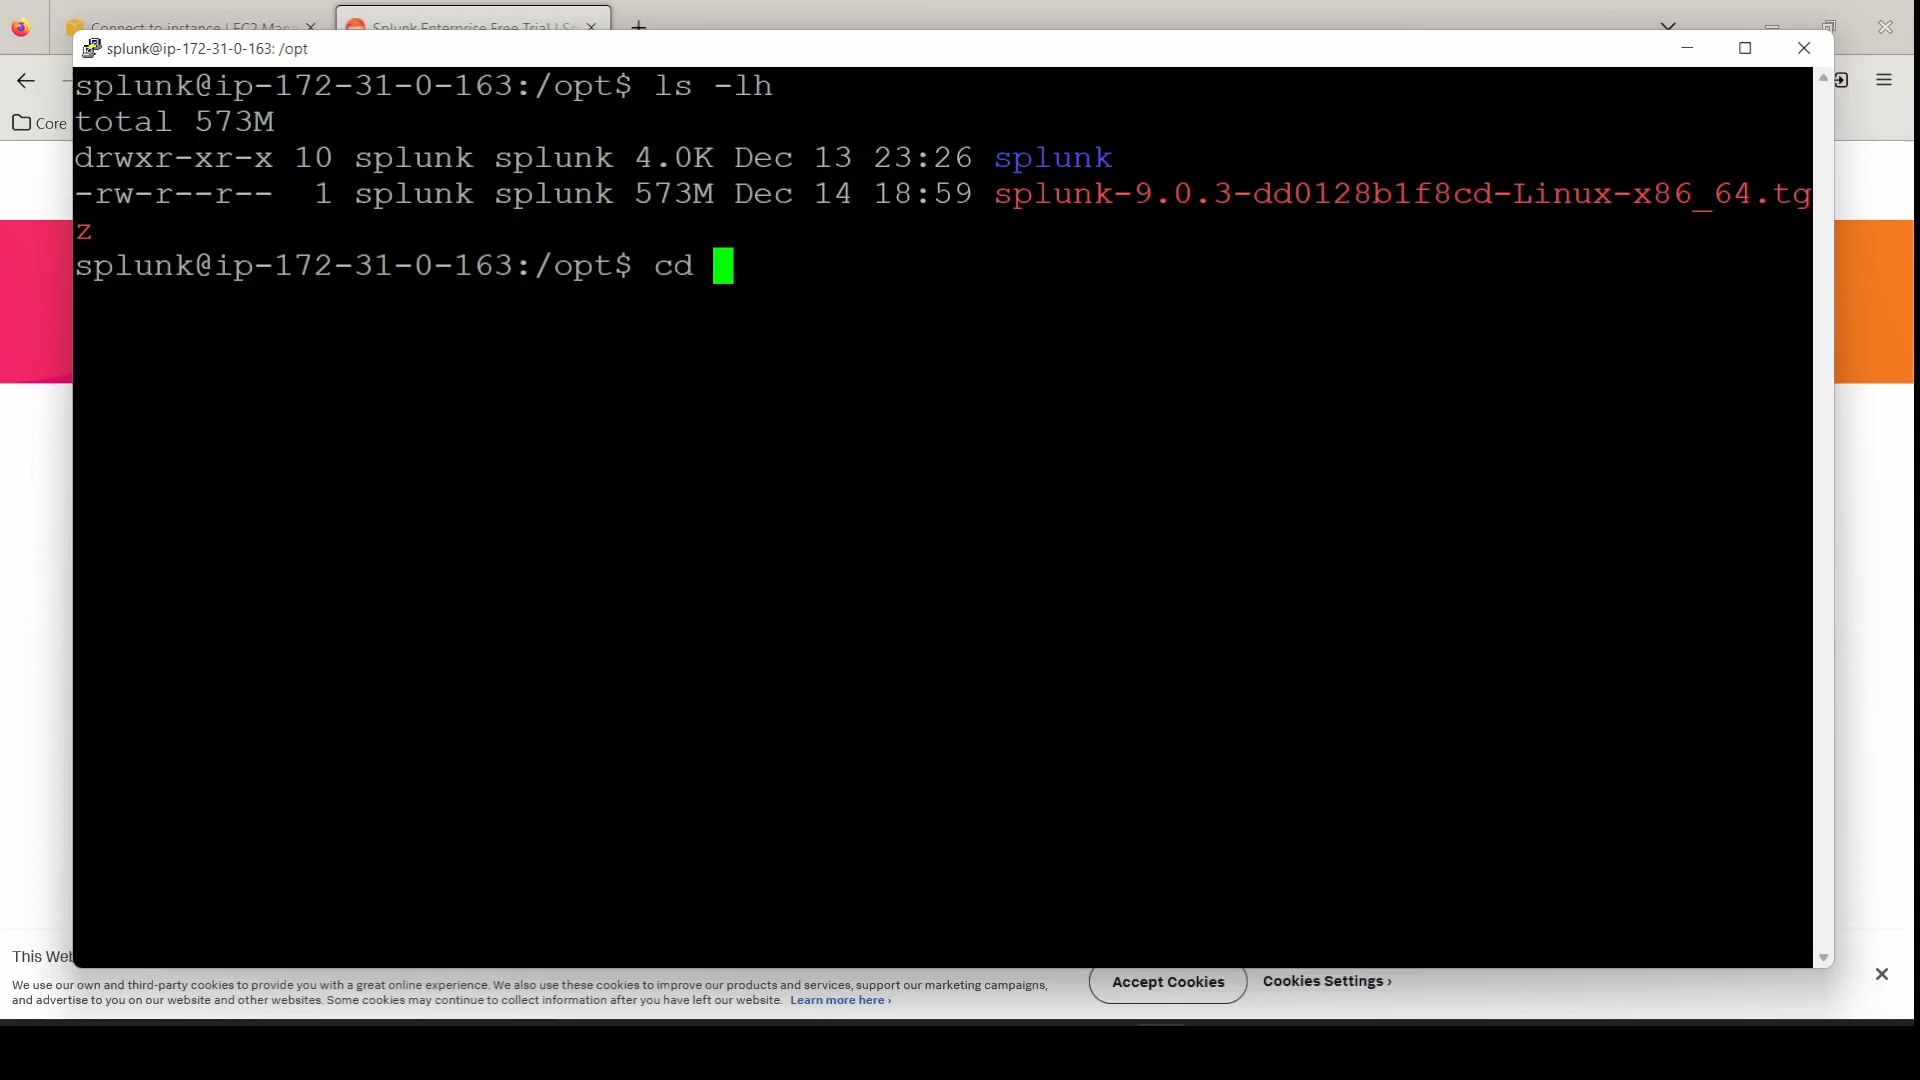 Connect to instance | EC2 Mana
Splunk Enterprise Free Trial | Sp
splunk@ip-172-31-0-163: /opt
Core
splunk@ip-172-31-0-163:/opt$ ls -lh
total 573M
drwxr-xr-x 10 splunk splunk 4.0K Dec 13 23:26 splunk
-rw-r--r-- 1 splunk splunk 573M Dec 14 18:59 splunk-9.0.3-dd0128b1f8cd-Linux-x86_64.tg
z
splunk@ip-172-31-0-163:/opt$ cd
This Web
We use our own and third-party cookies to provide you with a great online experience. We also use these cookies to improve our products and services, support our marketing campaigns,
and advertise to you on our website and other websites. Some cookies may continue to collect information after you have left our website. Learn more here ›
Accept Cookies
Cookies Settings ›